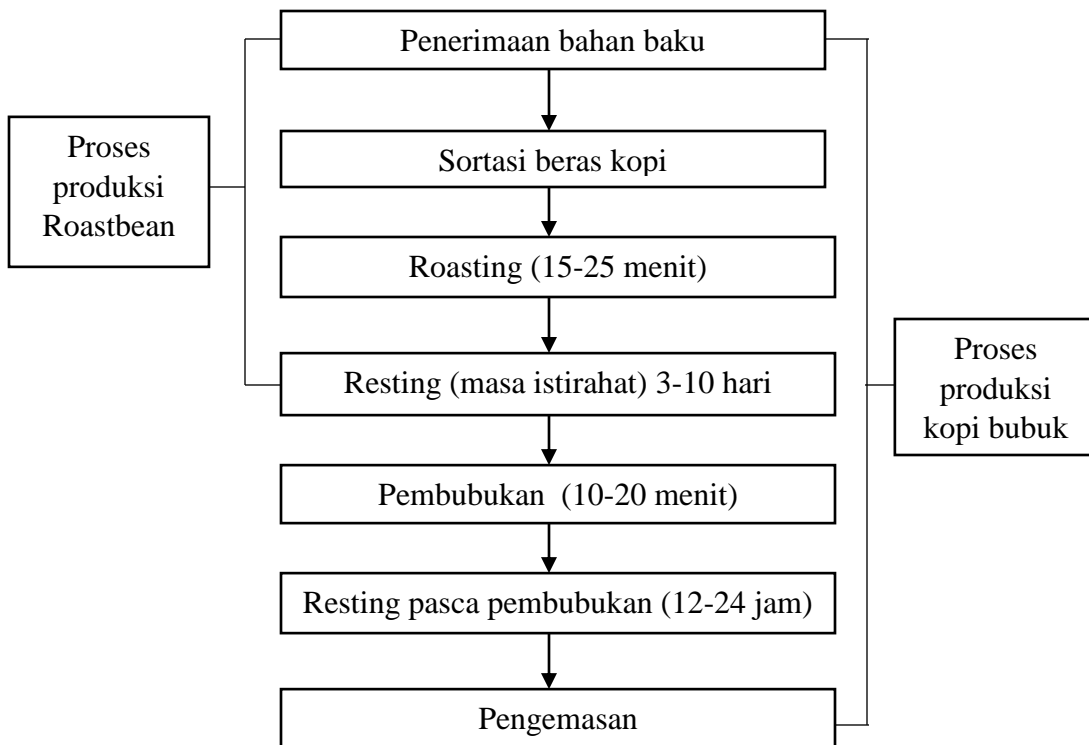 Penerimaan bahan baku
Proses
produksi
Roastbean
Sortasi beras kopi
Roasting (15-25 menit)
Resting (masa istirahat) 3-10 hari
Proses
produksi
kopi bubuk
Pembubukan  (10-20 menit)
Resting pasca pembubukan (12-24 jam)
Pengemasan